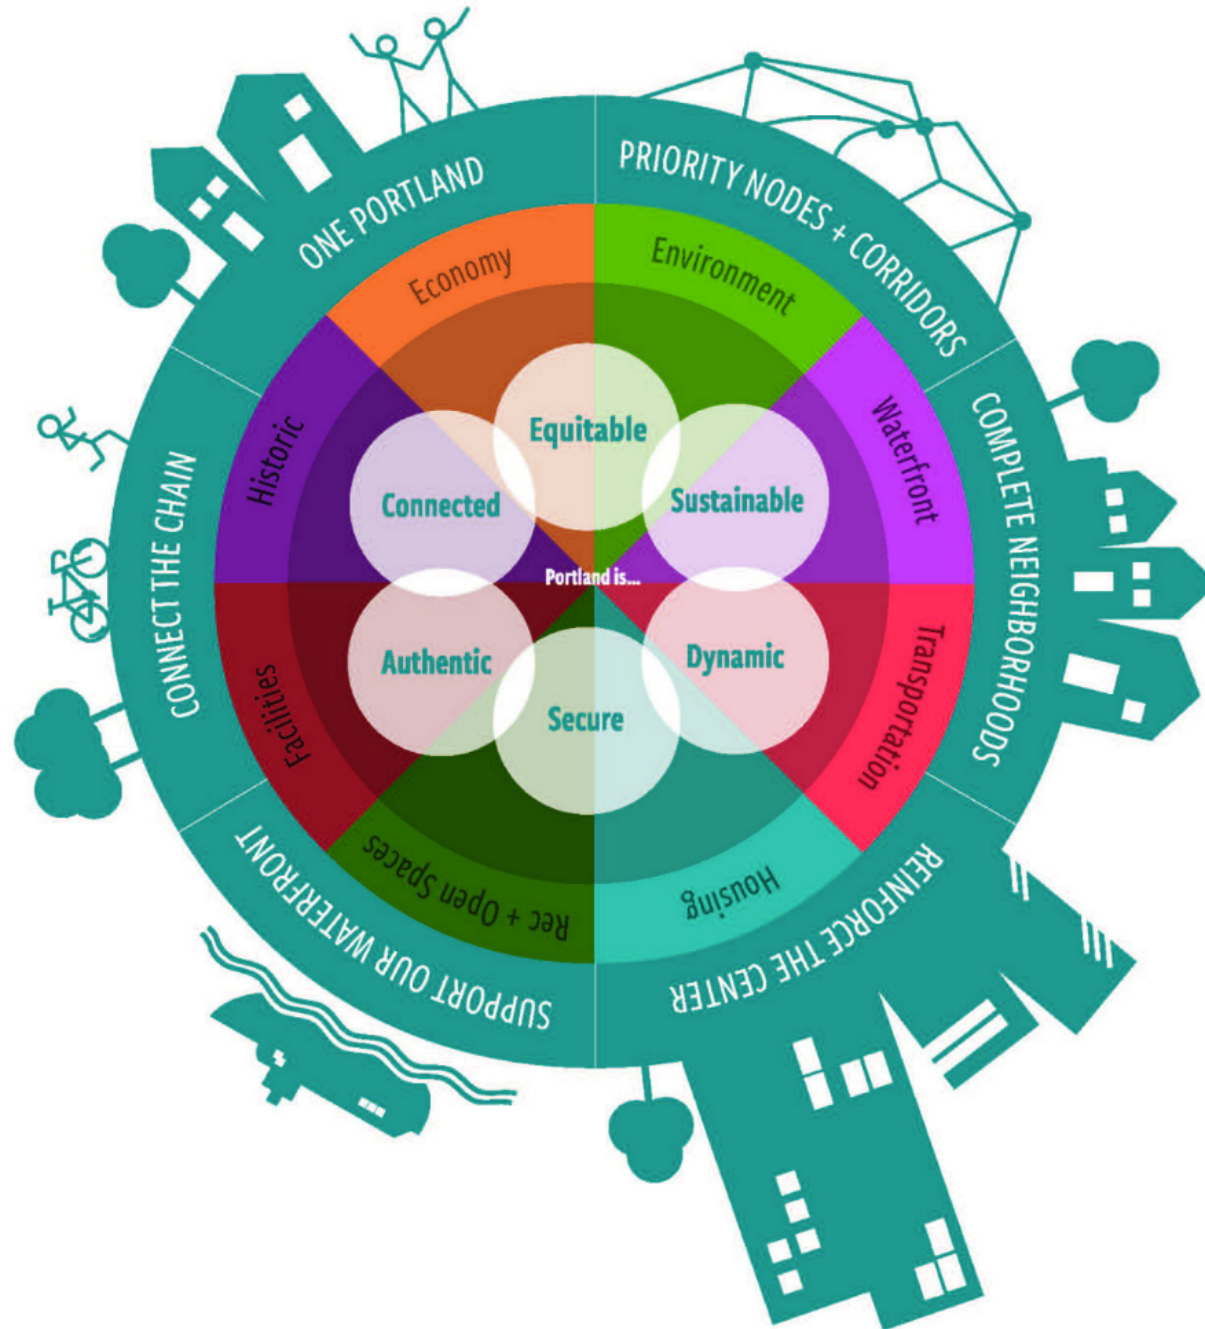 ONE PORTLAND
PRIORITY NODES + CORRIDORS
COMPLETE NEIGHBORHOODS
REINFORCE THE CENTER
SUPPORT OUR WATERFRONT
CONNECT THE CHAIN
Economy
Environment
Waterfront
Transportation
Housing
Rec + Open Spaces
Facilities
Historic
Portland is...
Equitable
Sustainable
Dynamic
Secure
Authentic
Connected